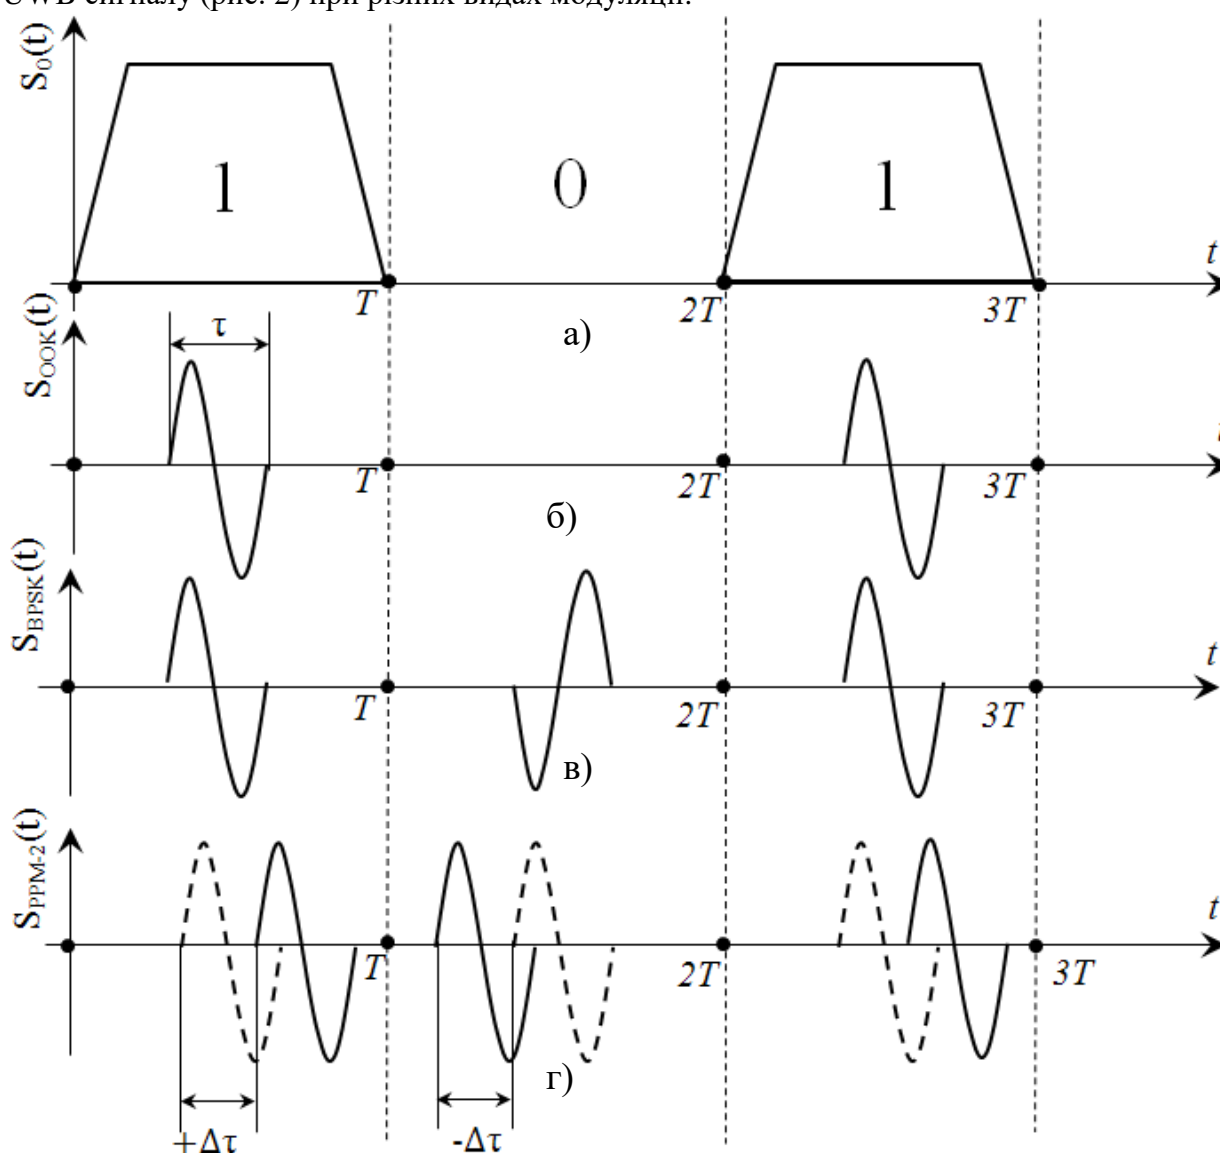 UWB сигналу (рис. 2) при різних видах модуляції.
S0(t)
1
0
1
t
T
2T
3T
а)
SOOK(t)
τ
T
2T
3T
б)
SBPSK(t)
t
T
2T
3T
в)
SPPM-2(t)
t
T
2T
3T
г)
+Δτ
-Δτ